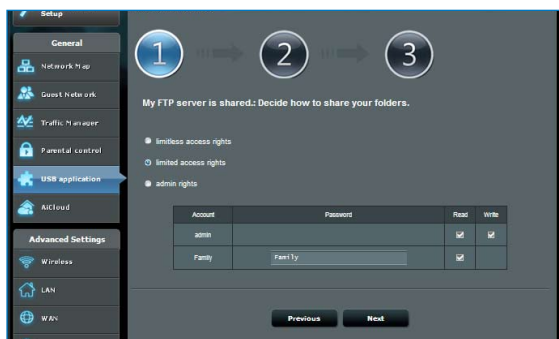 Setup
General
Network Map
Guest Network
Traffic Manager
Parental control
USB application
AiCloud
Advanced Settings
Wireless
LAN
WAN
1 2 3
My FTP server is shared.: Decide how to share your folders.
limitless access rights
limited access rights
admin rights
Account Password Read Write
admin
Family Family
Previous Next